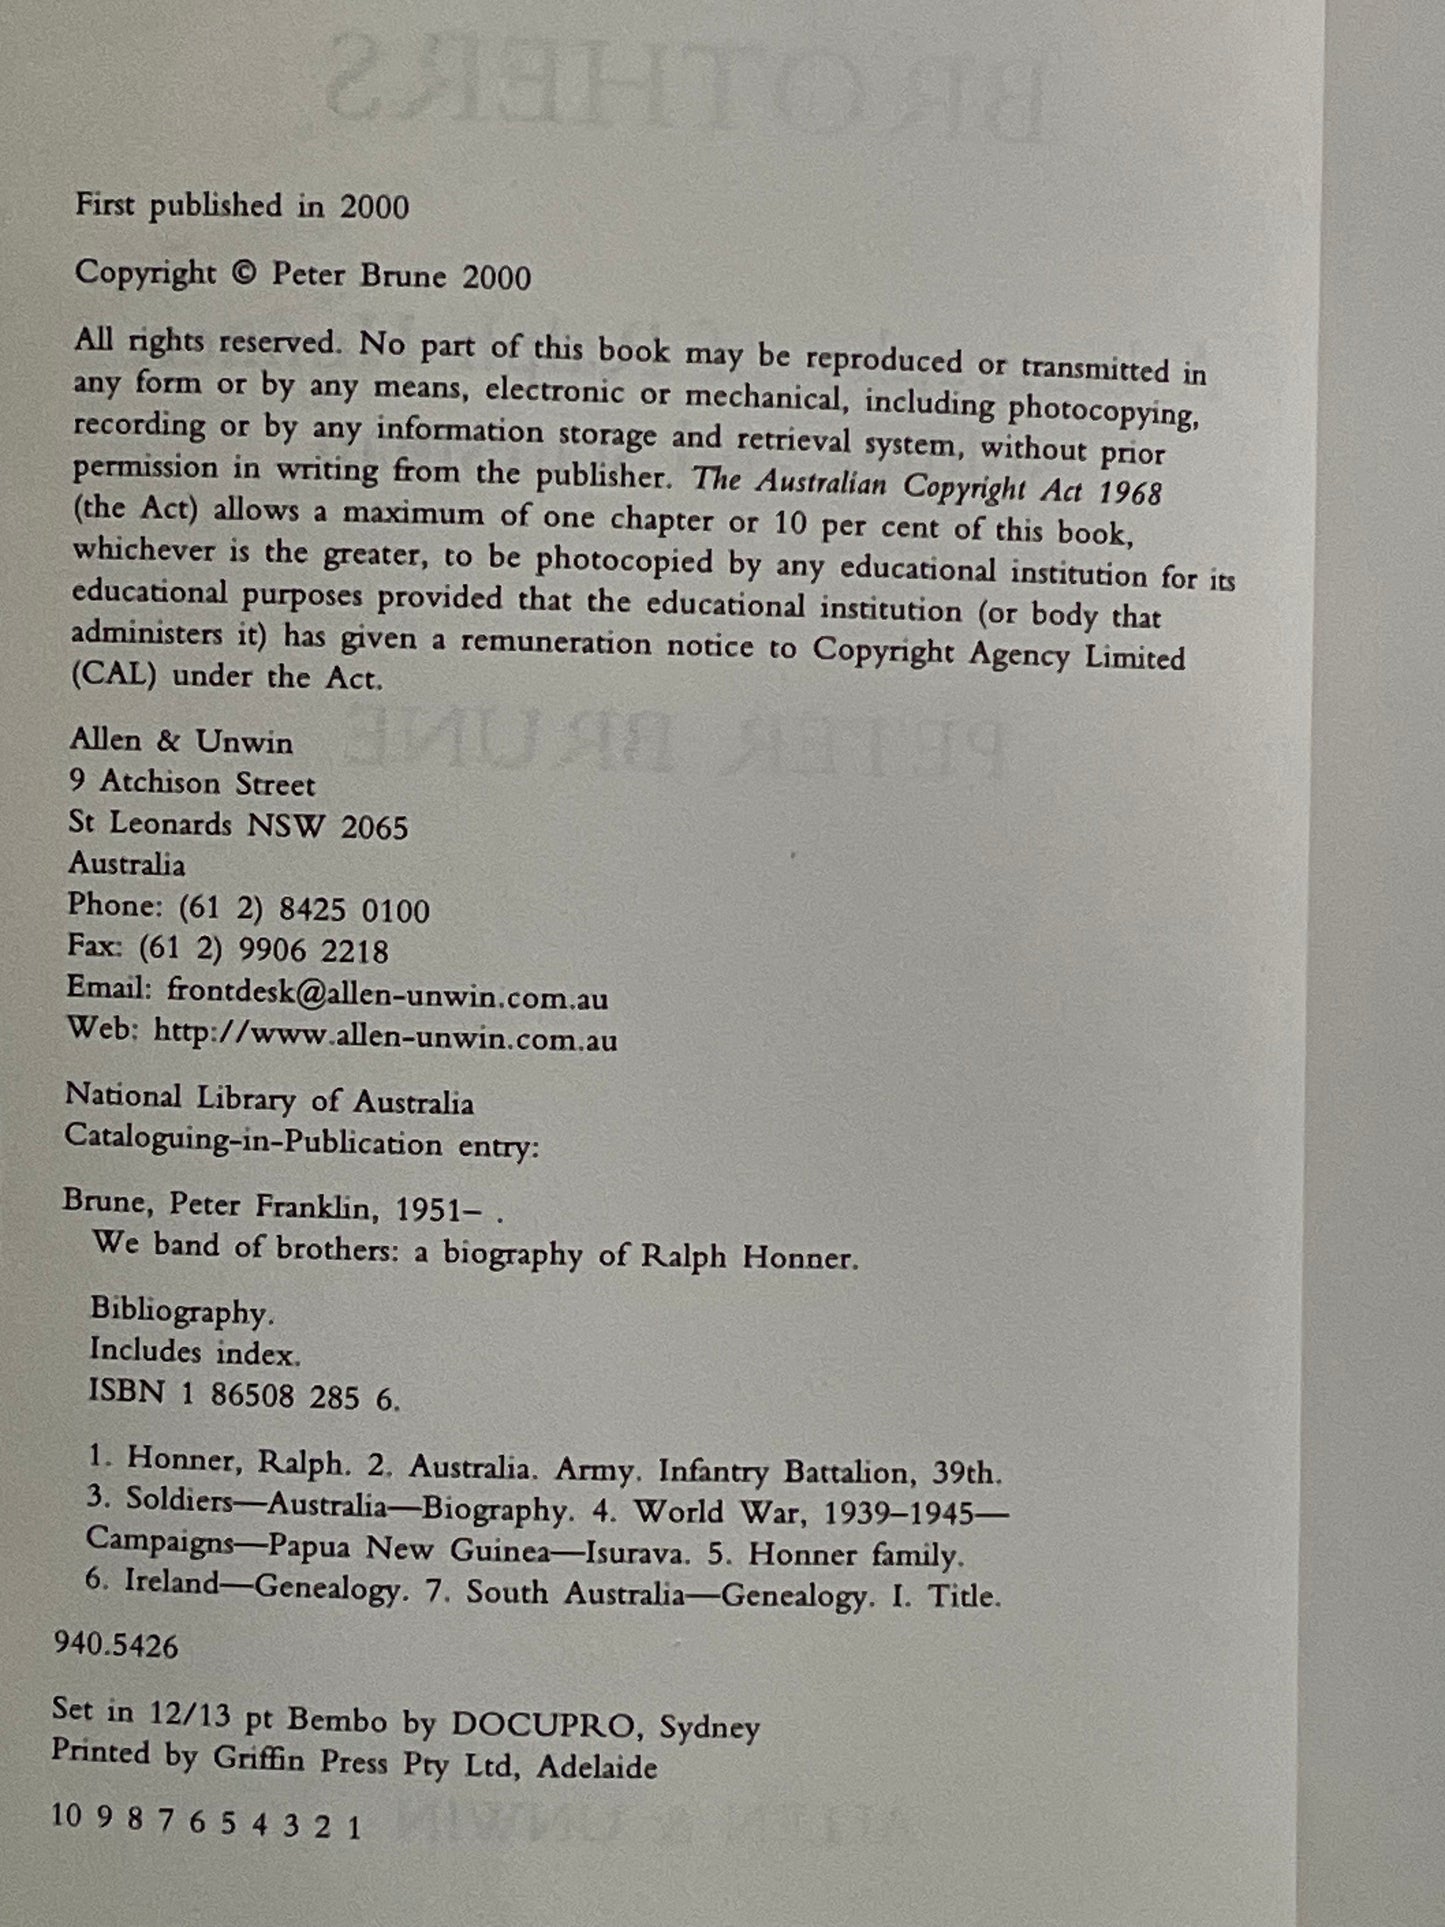 First published in 2000
Copyright © Peter Brune 2000
All rights reserved. No part of this book may be reproduced or transmitted in
any form or by any means, electronic or mechanical, including photocopying,
recording or by any information storage and retrieval system, without prior
permission in writing from the publisher. The Australian Copyright Act 1968
(the Act) allows a maximum of one chapter or 10 per cent of this book,
whichever is the greater, to be photocopied by any educational institution for its
educational purposes provided that the educational institution (or body that
administers it) has given a remuneration notice to Copyright Agency Limited
(CAL) under the Act.
Allen & Unwin
9 Atchison Street
St Leonards NSW 2065
Australia
Phone: (61 2) 8425 0100
Fax: (61 2) 9906 2218
Email: frontdesk@allen-unwin.com.au
Web: http://www.allen-unwin.com.au
National Library of Australia
Cataloguing-in-Publication entry:
Brune, Peter Franklin, 1951– .
We band of brothers: a biography of Ralph Honner.
Bibliography.
Includes index.
ISBN 1 86508 285 6.
1. Honner, Ralph. 2. Australia. Army. Infantry Battalion, 39th.
3. Soldiers—Australia—Biography. 4. World War, 1939–1945—
Campaigns—Papua New Guinea—Isurava. 5. Honner family.
6. Ireland—Genealogy. 7. South Australia—Genealogy. I. Title.
940.5426
Set in 12/13 pt Bembo by DOCUPRO, Sydney
Printed by Griffin Press Pty Ltd, Adelaide
10 9 8 7 6 5 4 3 2 1